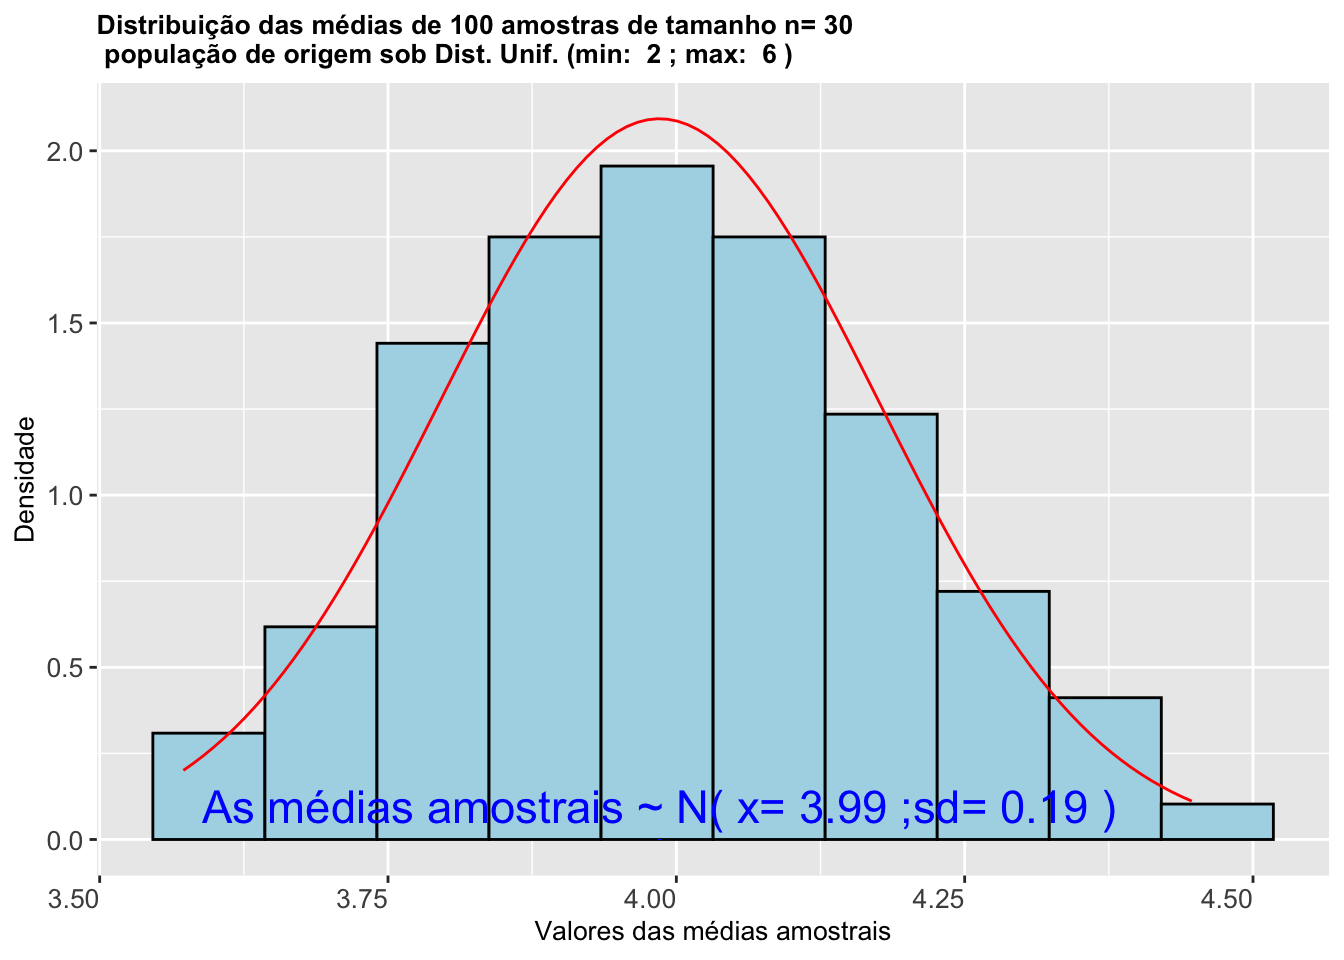 Distribuição das médias de 100 amostras de tamanho n= 30
população de origem sob Dist. Unif. (min:  2 ; max:  6 )
2.0
1.5
1.0
0.5
0.0
Densidade
As médias amostrais ~ N( x= 3.99 ;sd= 0.19 )
3.50 3.75 4.00 4.25 4.50
Valores das médias amostrais